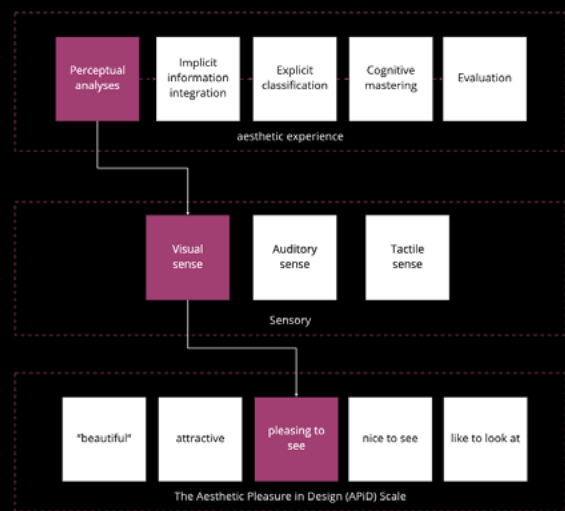 Perceptual
analyses
Implicit
information
integration
Explicit
classification
Cognitive
mastering
Evaluation
aesthetic experience
Visual
sense
Auditory
sense
Tactile
sense
Sensory
"beautiful"
attractive
pleasing to
see
nice to see
like to look at
The Aesthetic Pleasure in Design (APiD) Scale